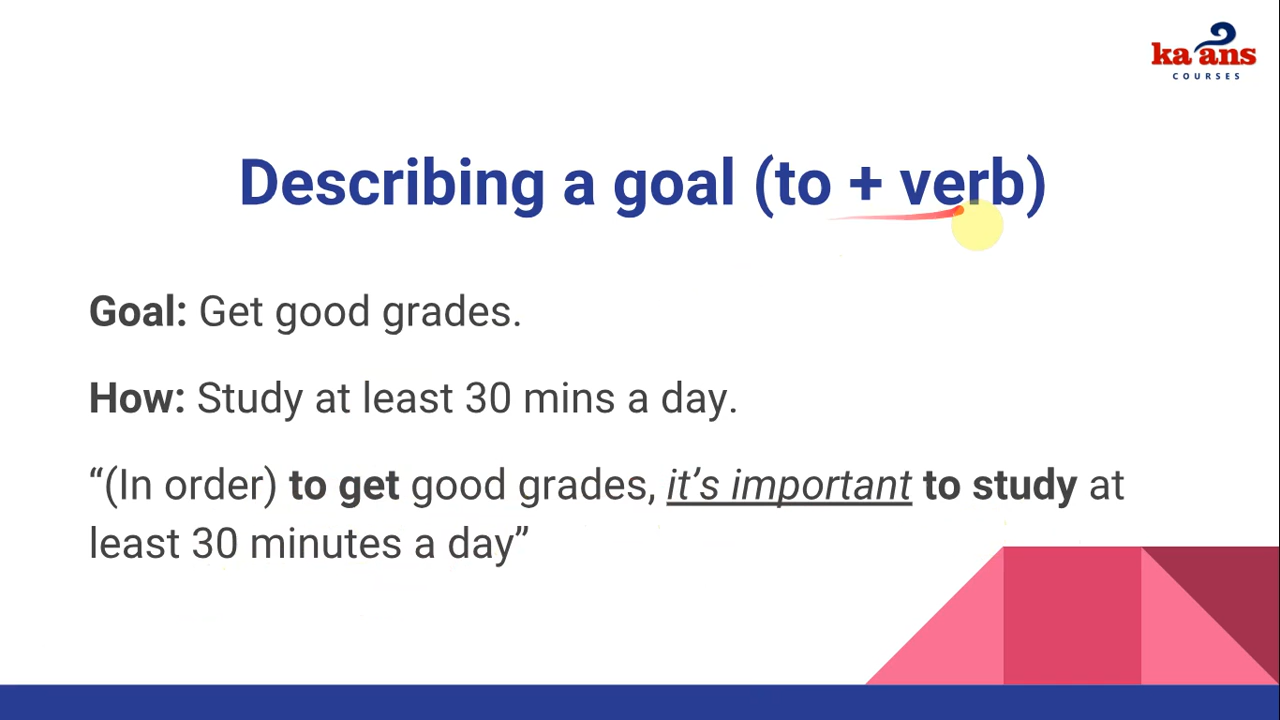 ka ans
COURSES
Describing a goal (to + verb)
Goal: Get good grades.
How: Study at least 30 mins a day.
“(In order) to get good grades, it’s important to study at
least 30 minutes a day”